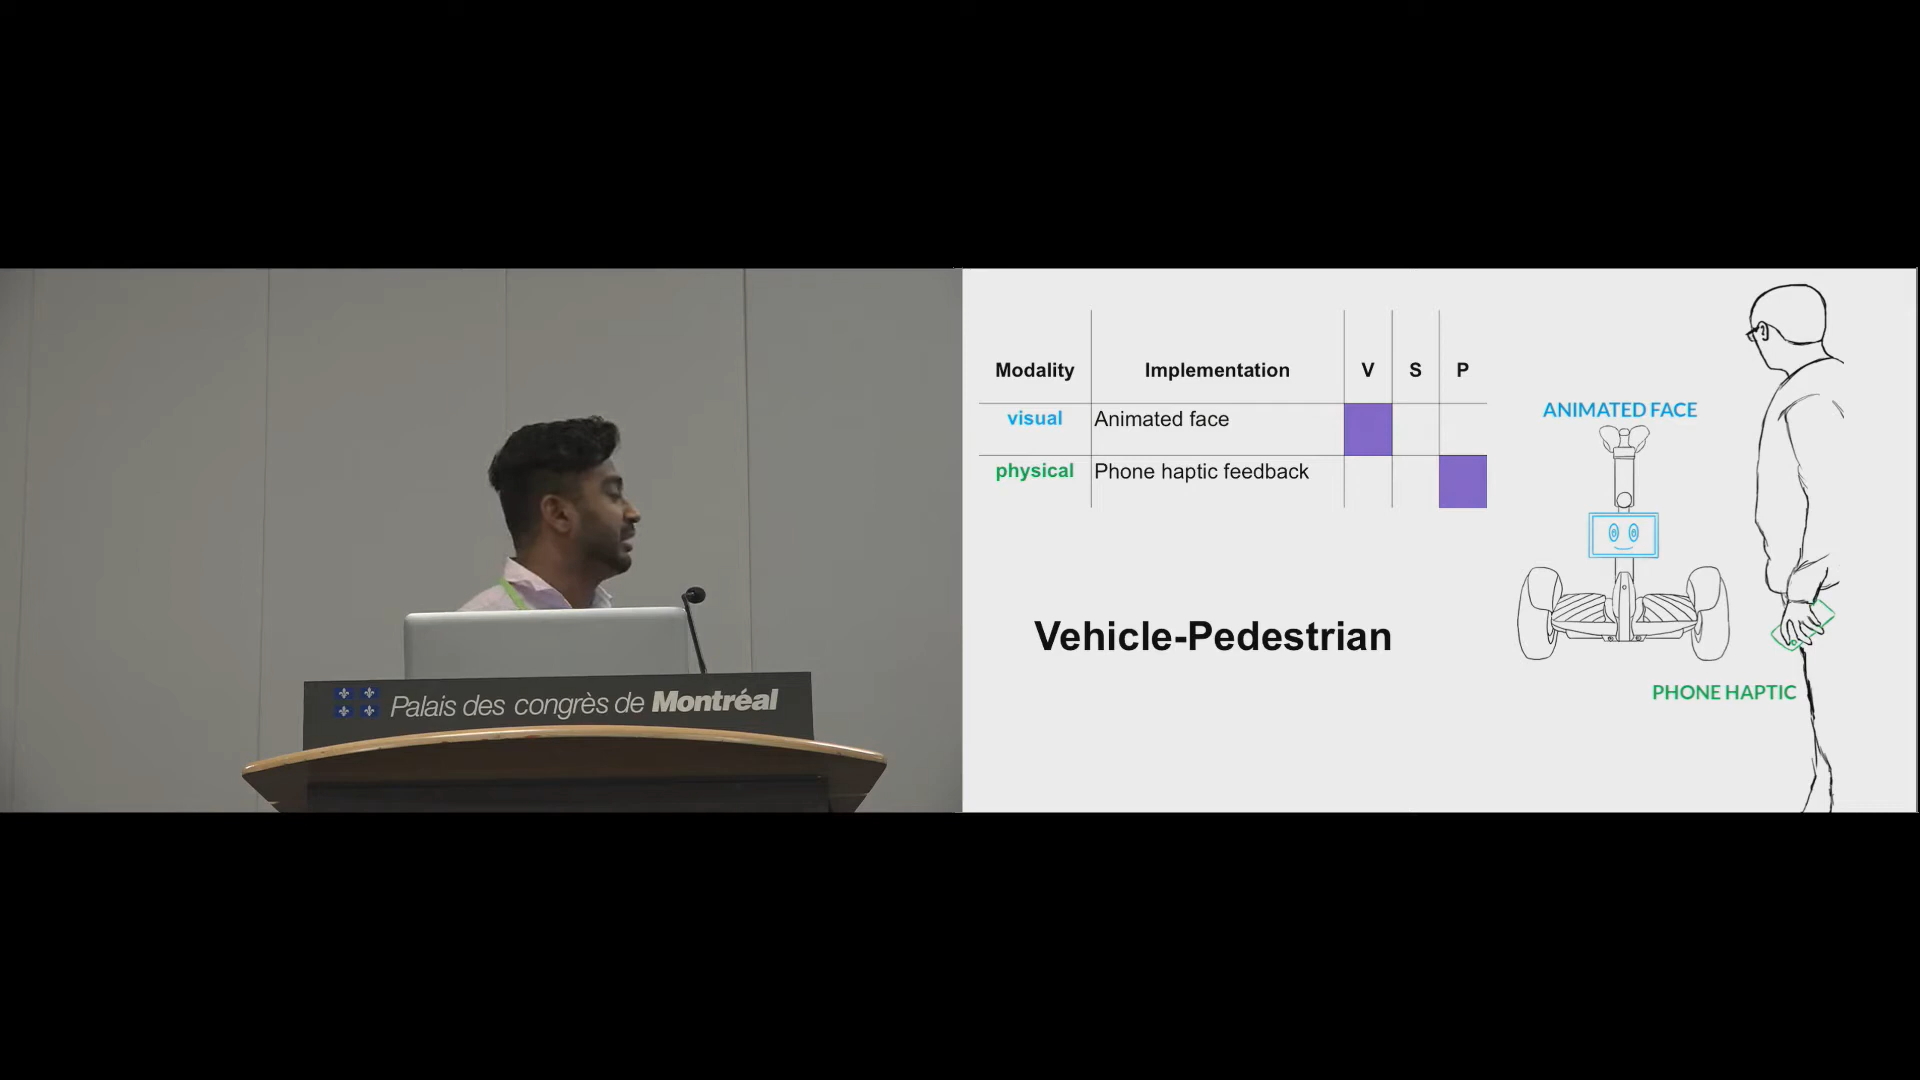 Palais des congrès de Montréal
Modality Implementation V S P
visual Animated face
physical Phone haptic feedback
Vehicle-Pedestrian
ANIMATED FACE
PHONE HAPTIC